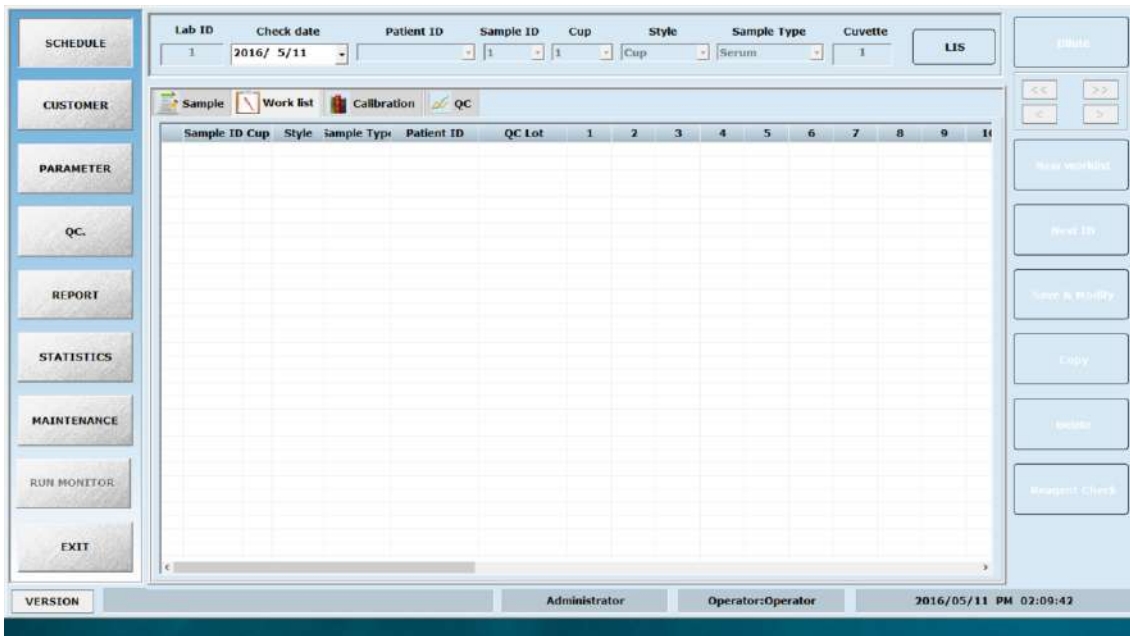 SCHEDULE
CUSTOMER
PARAMETER
QC.
REPORT
STATISTICS
MAINTENANCE
RUN MONITOR
EXIT
Lab ID Check date Patient ID Sample ID Cup Style Sample Type Cuvette
1 2016/ 5/11 1 1 Cup Serum 1 LIS
Sample Work list Calibration QC
Sample ID Cup Style Sample Type Patient ID QC Lot 1 2 3 4 5 6 7 8 9 10
Dilute
<< >>
< >
New worklist
Next ID
Save & Modify
Copy
Delete
Reagent Check
VERSION Administrator Operator:Operator 2016/05/11 PM 02:09:42